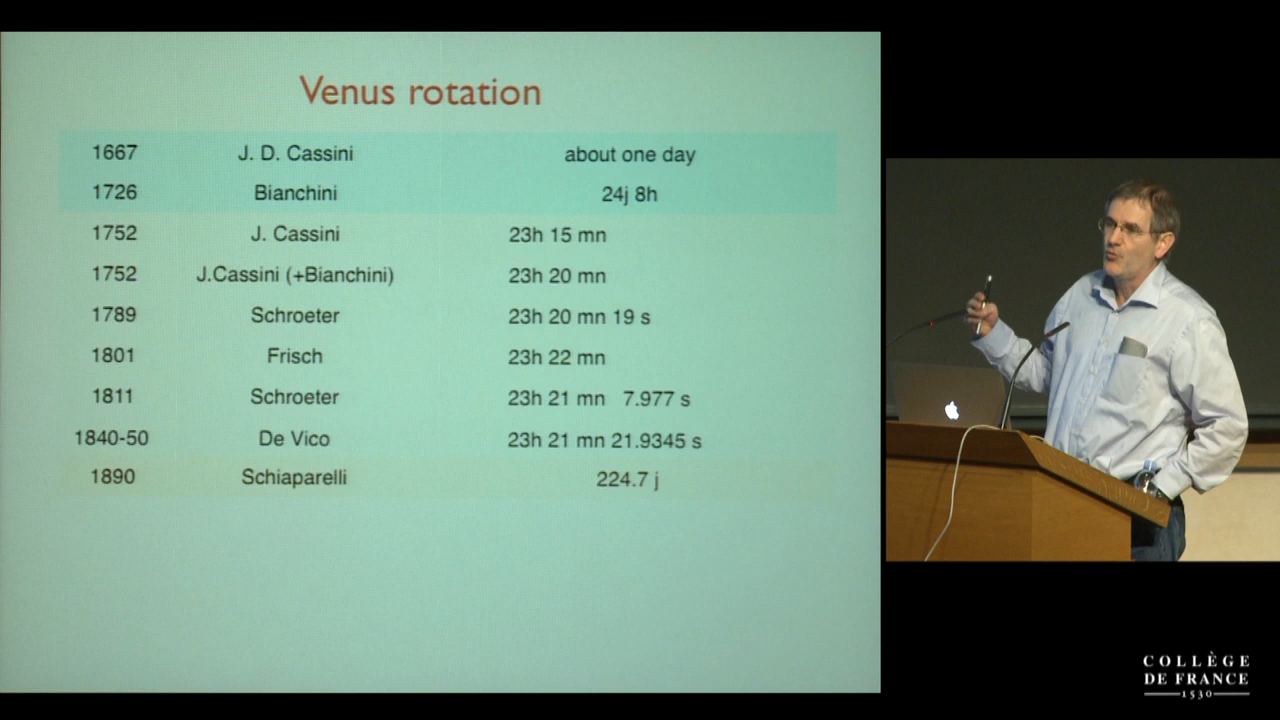 Venus rotation
1667 J. D. Cassini about one day
1726 Bianchini 24j 8h
1752 J. Cassini 23h 15 mn
1752 J.Cassini (+Bianchini) 23h 20 mn
1789 Schroeter 23h 20 mn 19 s
1801 Frisch 23h 22 mn
1811 Schroeter 23h 21 mn 7.977 s
1840-50 De Vico 23h 21 mn 21.9345 s
1890 Schiaparelli 224.7 j
COLLÈGE
DE FRANCE
1530